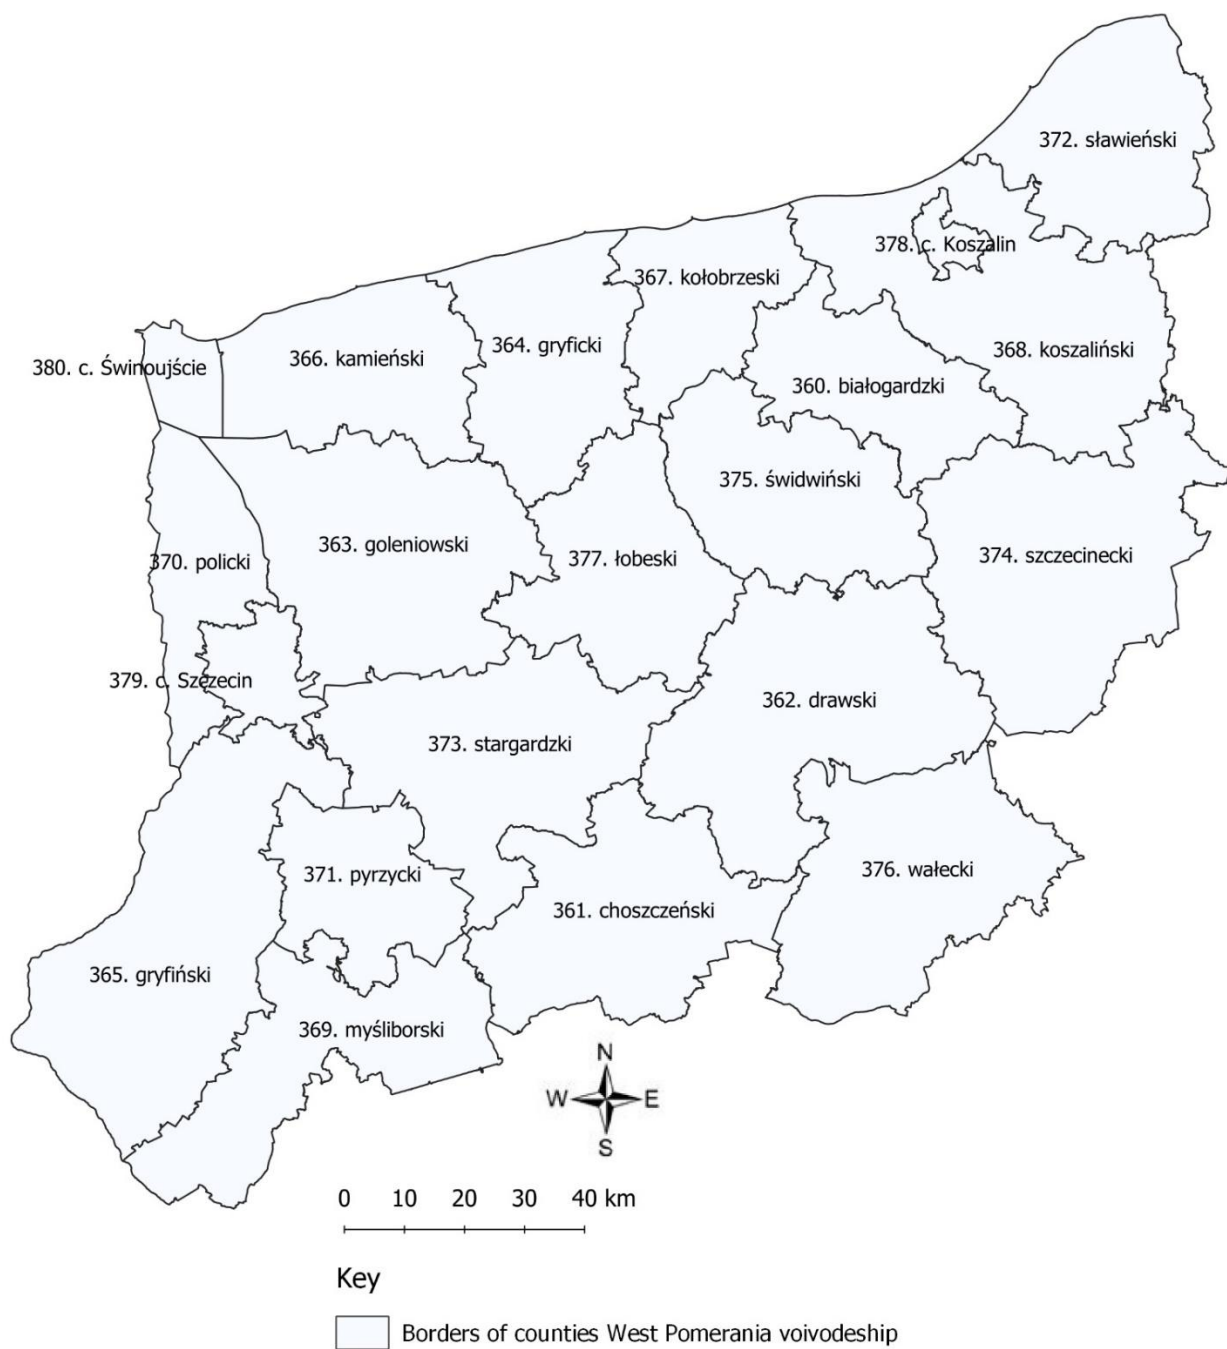 372. sławieński
378. c. Koszalin
367. kołobrzeski
364. gryficki
368. koszaliński
366. kamieński
380. c. Świnoujście
360. białogardzki
375. świdwiński
363. goleniowski
374. szczecinecki
370. policki
377. łobeski
379. c. Szczecin
362. drawski
373. stargardzki
376. wałecki
371. pyrzycki
361. choszczeński
365. gryfiński
369. myśliborski
N
W E
S
0 10 20 30 40 km
Key
Borders of counties West Pomerania voivodeship